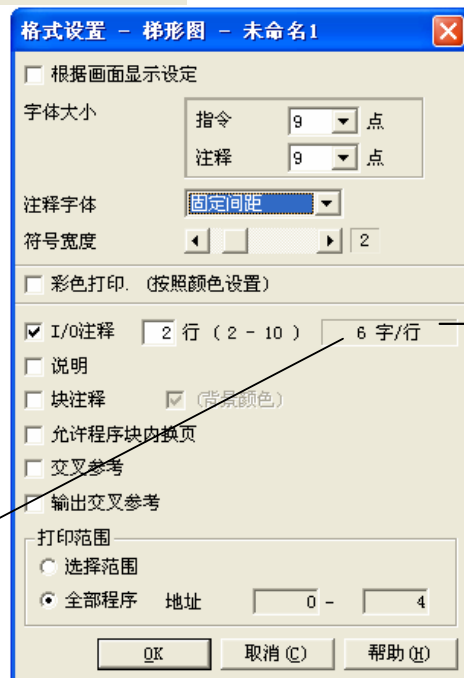 格式设置 - 梯形图 - 未命名1
根据画面显示设定
字体大小
指令 9 点
注释 9 点
注释字体 固定间距
符号宽度 2
彩色打印. (按照颜色设置)
I/O注释 2 行 ( 2 - 10 ) 6 字/行
说明
块注释 (背景颜色)
允许程序块内换页
交叉参考
输出交叉参考
打印范围
选择范围
全部程序 地址 0 - 4
OK 取消(C) 帮助(H)